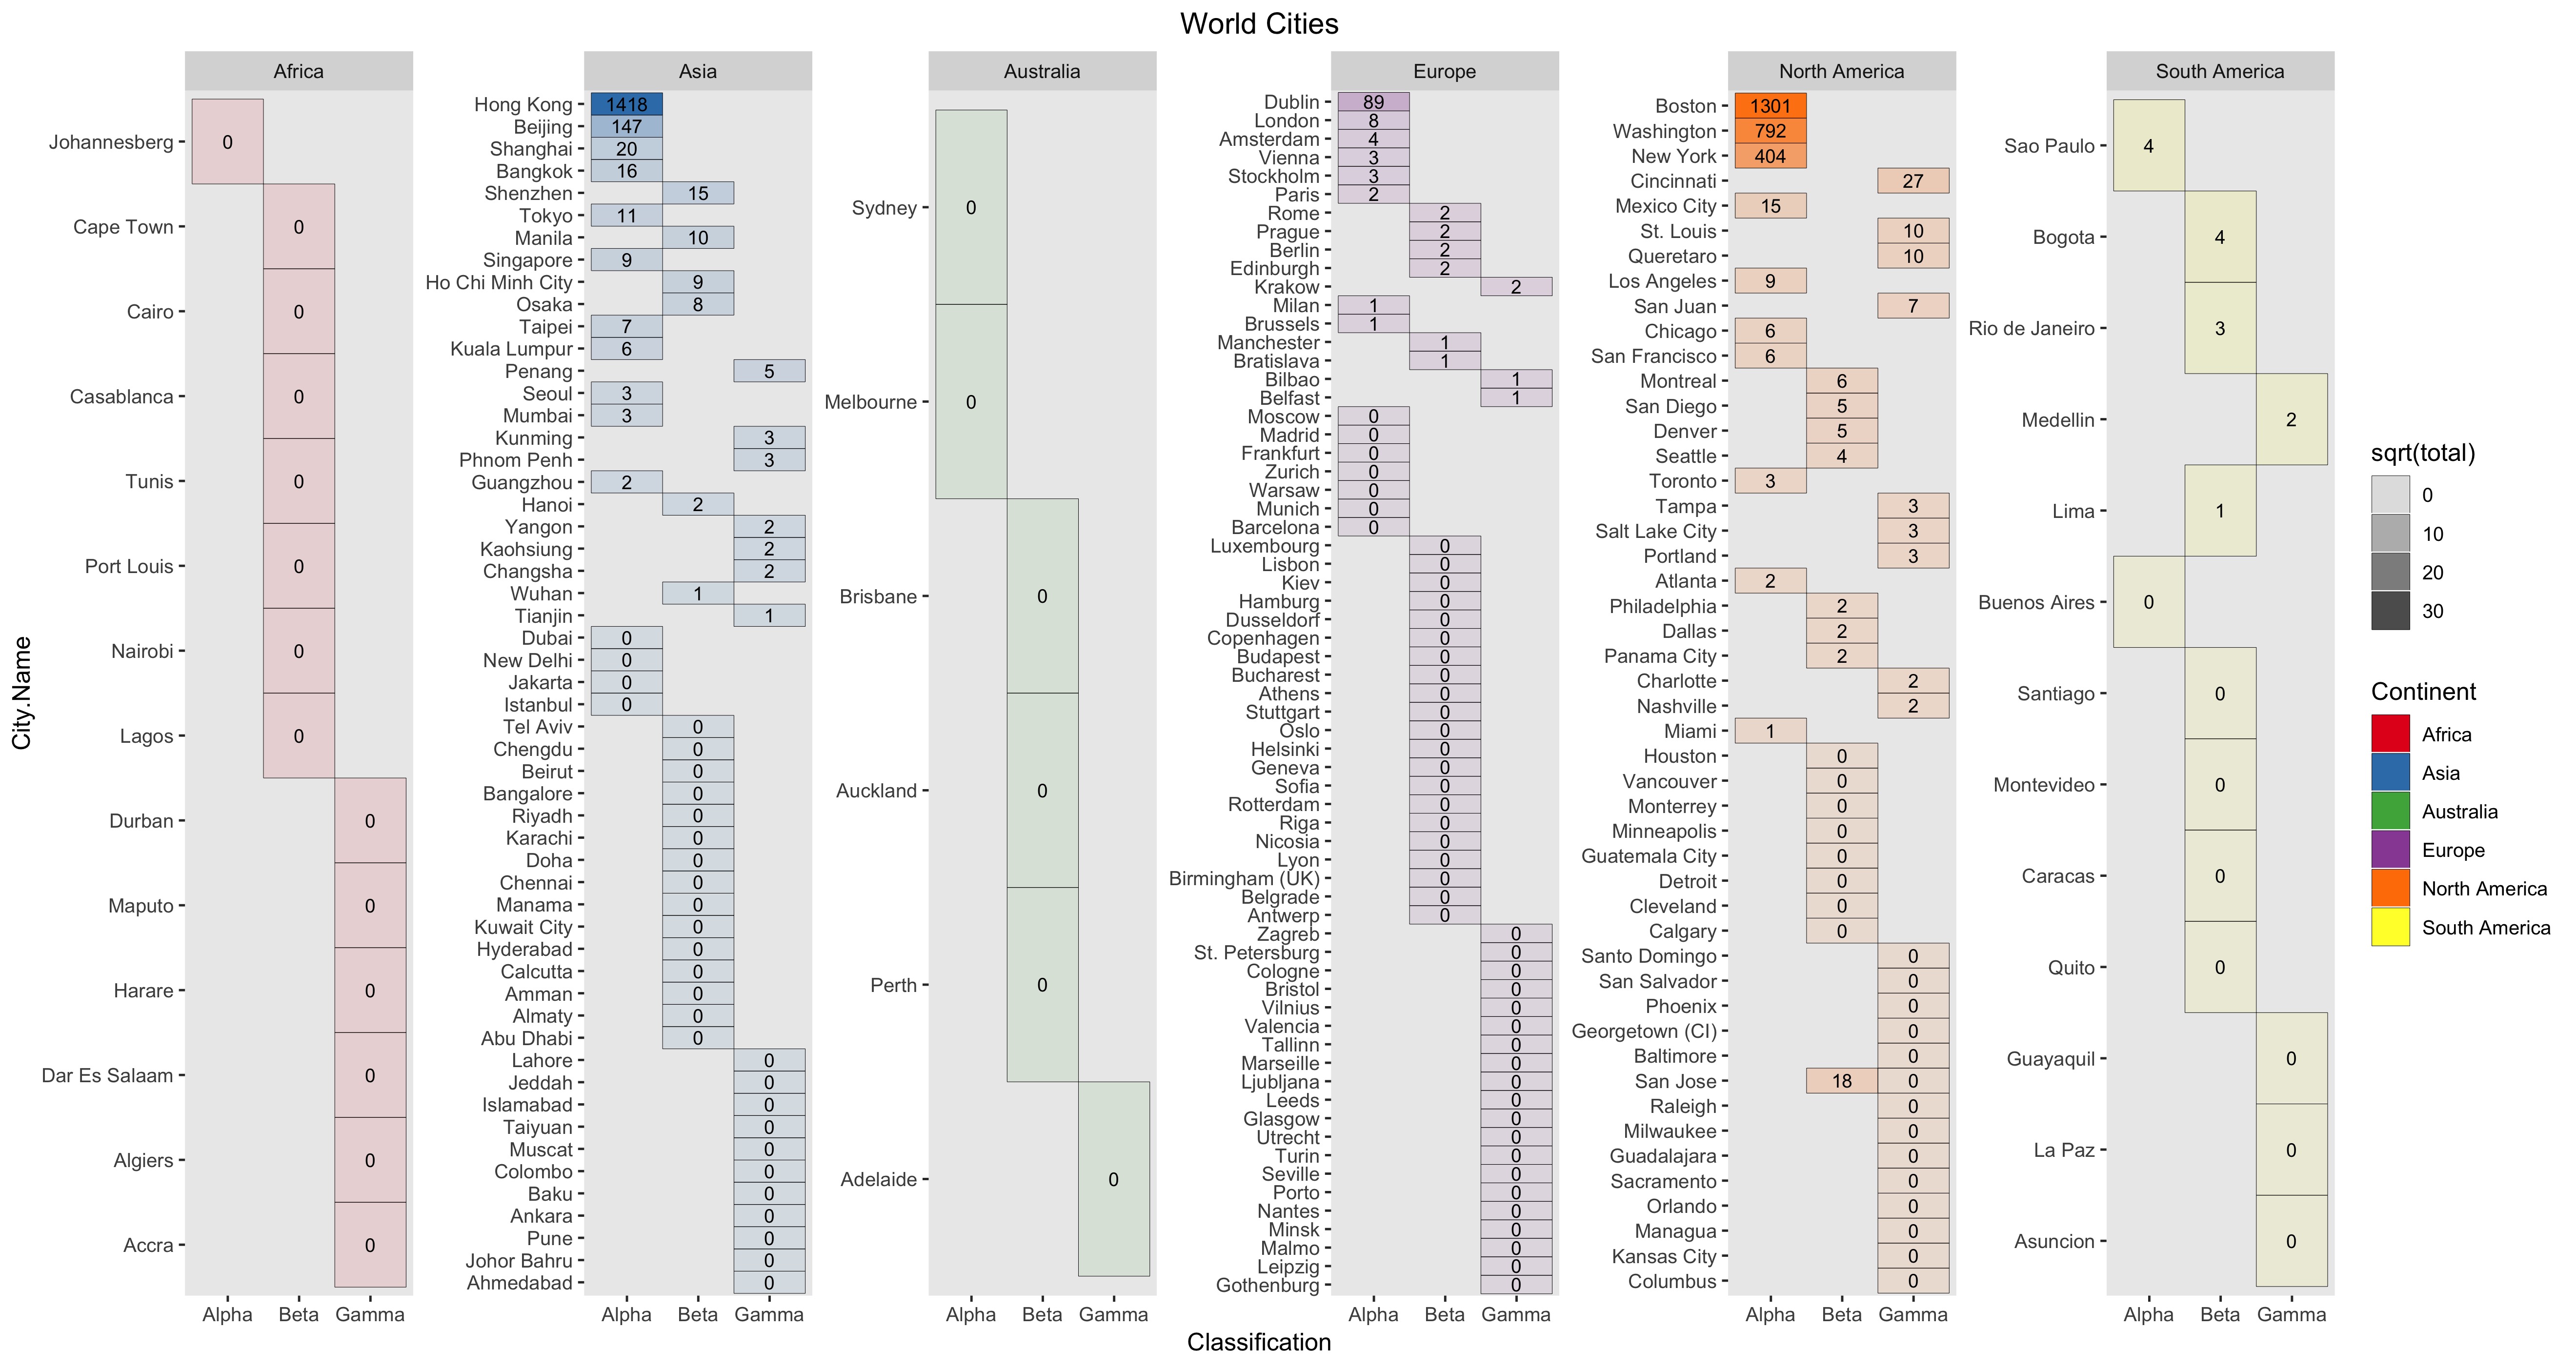 World Cities
City.Name
Africa
Johannesberg 0
Cape Town 0
Cairo 0
Casablanca 0
Tunis 0
Port Louis 0
Nairobi 0
Lagos 0
Durban 0
Maputo 0
Harare 0
Dar Es Salaam 0
Algiers 0
Accra 0
Alpha Beta Gamma
Asia
Hong Kong 1418
Beijing 147
Shanghai 20
Bangkok 16
Shenzhen 15
Tokyo 11
Manila 10
Singapore 9
Ho Chi Minh City 9
Osaka 8
Taipei 7
Kuala Lumpur 6
Penang 5
Seoul 3
Mumbai 3
Kunming 3
Phnom Penh 3
Guangzhou 2
Hanoi 2
Yangon 2
Kaohsiung 2
Changsha 2
Wuhan 1
Tianjin 1
Dubai 0
New Delhi 0
Jakarta 0
Istanbul 0
Tel Aviv 0
Chengdu 0
Beirut 0
Bangalore 0
Riyadh 0
Karachi 0
Doha 0
Chennai 0
Manama 0
Kuwait City 0
Hyderabad 0
Calcutta 0
Amman 0
Almaty 0
Abu Dhabi 0
Lahore 0
Jeddah 0
Islamabad 0
Taiyuan 0
Muscat 0
Colombo 0
Baku 0
Ankara 0
Pune 0
Johor Bahru 0
Ahmedabad 0
Alpha Beta Gamma
Australia
Sydney 0
Melbourne 0
Brisbane 0
Auckland 0
Perth 0
Adelaide 0
Alpha Beta Gamma
Europe
Dublin 89
London 8
Amsterdam 4
Vienna 3
Stockholm 3
Paris 2
Rome 2
Prague 2
Berlin 2
Edinburgh 2
Krakow 2
Milan 1
Brussels 1
Manchester 1
Bratislava 1
Bilbao 1
Belfast 1
Moscow 0
Madrid 0
Frankfurt 0
Zurich 0
Warsaw 0
Munich 0
Barcelona 0
Luxembourg 0
Lisbon 0
Kiev 0
Hamburg 0
Dusseldorf 0
Copenhagen 0
Budapest 0
Bucharest 0
Athens 0
Stuttgart 0
Oslo 0
Helsinki 0
Geneva 0
Sofia 0
Rotterdam 0
Riga 0
Nicosia 0
Lyon 0
Birmingham (UK) 0
Belgrade 0
Antwerp 0
Zagreb 0
St. Petersburg 0
Cologne 0
Bristol 0
Vilnius 0
Valencia 0
Tallinn 0
Marseille 0
Ljubljana 0
Leeds 0
Glasgow 0
Utrecht 0
Turin 0
Seville 0
Porto 0
Nantes 0
Minsk 0
Malmo 0
Leipzig 0
Gothenburg 0
Alpha Beta Gamma
North America
Boston 1301
Washington 792
New York 404
Cincinnati 27
Mexico City 15
St. Louis 10
Queretaro 10
Los Angeles 9
San Juan 7
Chicago 6
San Francisco 6
Montreal 6
San Diego 5
Denver 5
Seattle 4
Toronto 3
Tampa 3
Salt Lake City 3
Portland 3
Atlanta 2
Philadelphia 2
Dallas 2
Panama City 2
Charlotte 2
Nashville 2
Miami 1
Houston 0
Vancouver 0
Monterrey 0
Minneapolis 0
Guatemala City 0
Detroit 0
Cleveland 0
Calgary 0
Santo Domingo 0
San Salvador 0
Phoenix 0
Georgetown (CI) 0
Baltimore 0
San Jose 18 0
Raleigh 0
Milwaukee 0
Guadalajara 0
Sacramento 0
Orlando 0
Managua 0
Kansas City 0
Columbus 0
Alpha Beta Gamma
South America
Sao Paulo 4
Bogota 4
Rio de Janeiro 3
Medellin 2
Lima 1
Buenos Aires 0
Santiago 0
Montevideo 0
Caracas 0
Quito 0
Guayaquil 0
La Paz 0
Asuncion 0
Alpha Beta Gamma
Classification
sqrt(total)
0
10
20
30
Continent
Africa
Asia
Australia
Europe
North America
South America